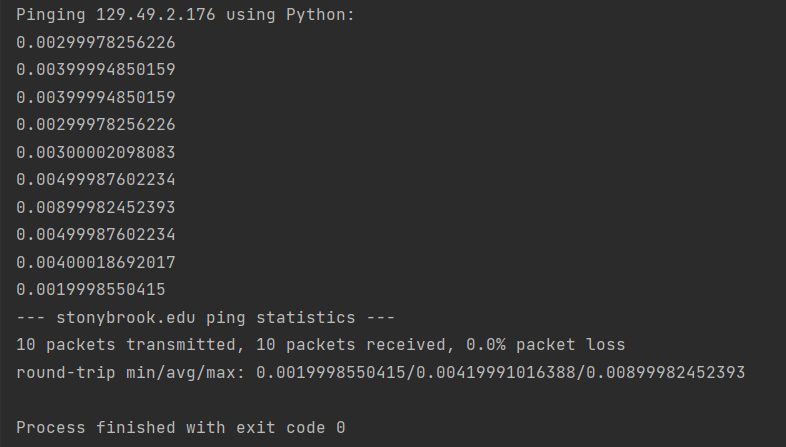 Pinging 129.49.2.176 using Python:
0.00299978256226
0.00399994850159
0.00399994850159
0.00299978256226
0.00300002098083
0.00499987602234
0.00899982452393
0.00499987602234
0.00400018692017
0.0019998550415
--- stonybrook.edu ping statistics ---
10 packets transmitted, 10 packets received, 0.0% packet loss
round-trip min/avg/max: 0.0019998550415/0.00419991016388/0.00899982452393
Process finished with exit code 0